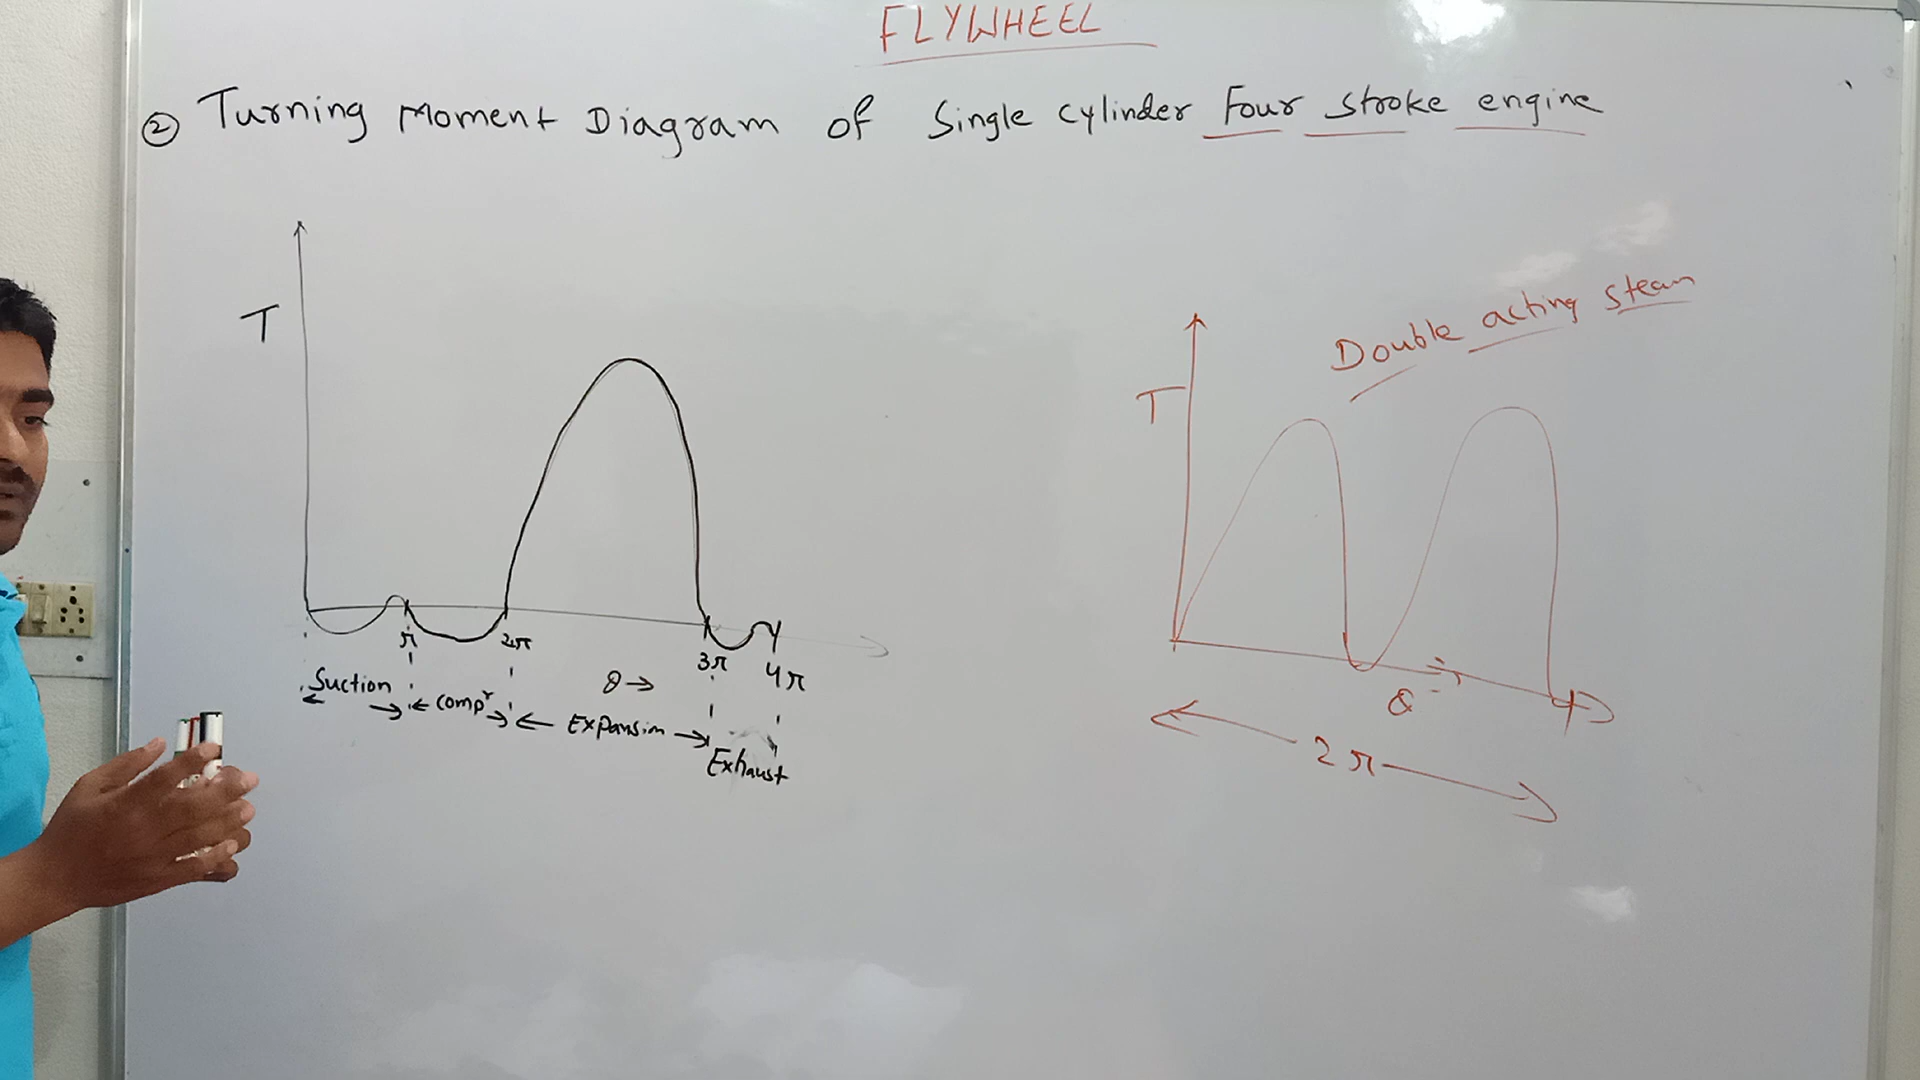 FLYWHEEL
② Turning Moment Diagram of Single cylinder Four stroke engine
Double acting steam
T
T
π
2π
3π
4π
θ→
Suction
compr
Expansion
Exhaust
θ
2π